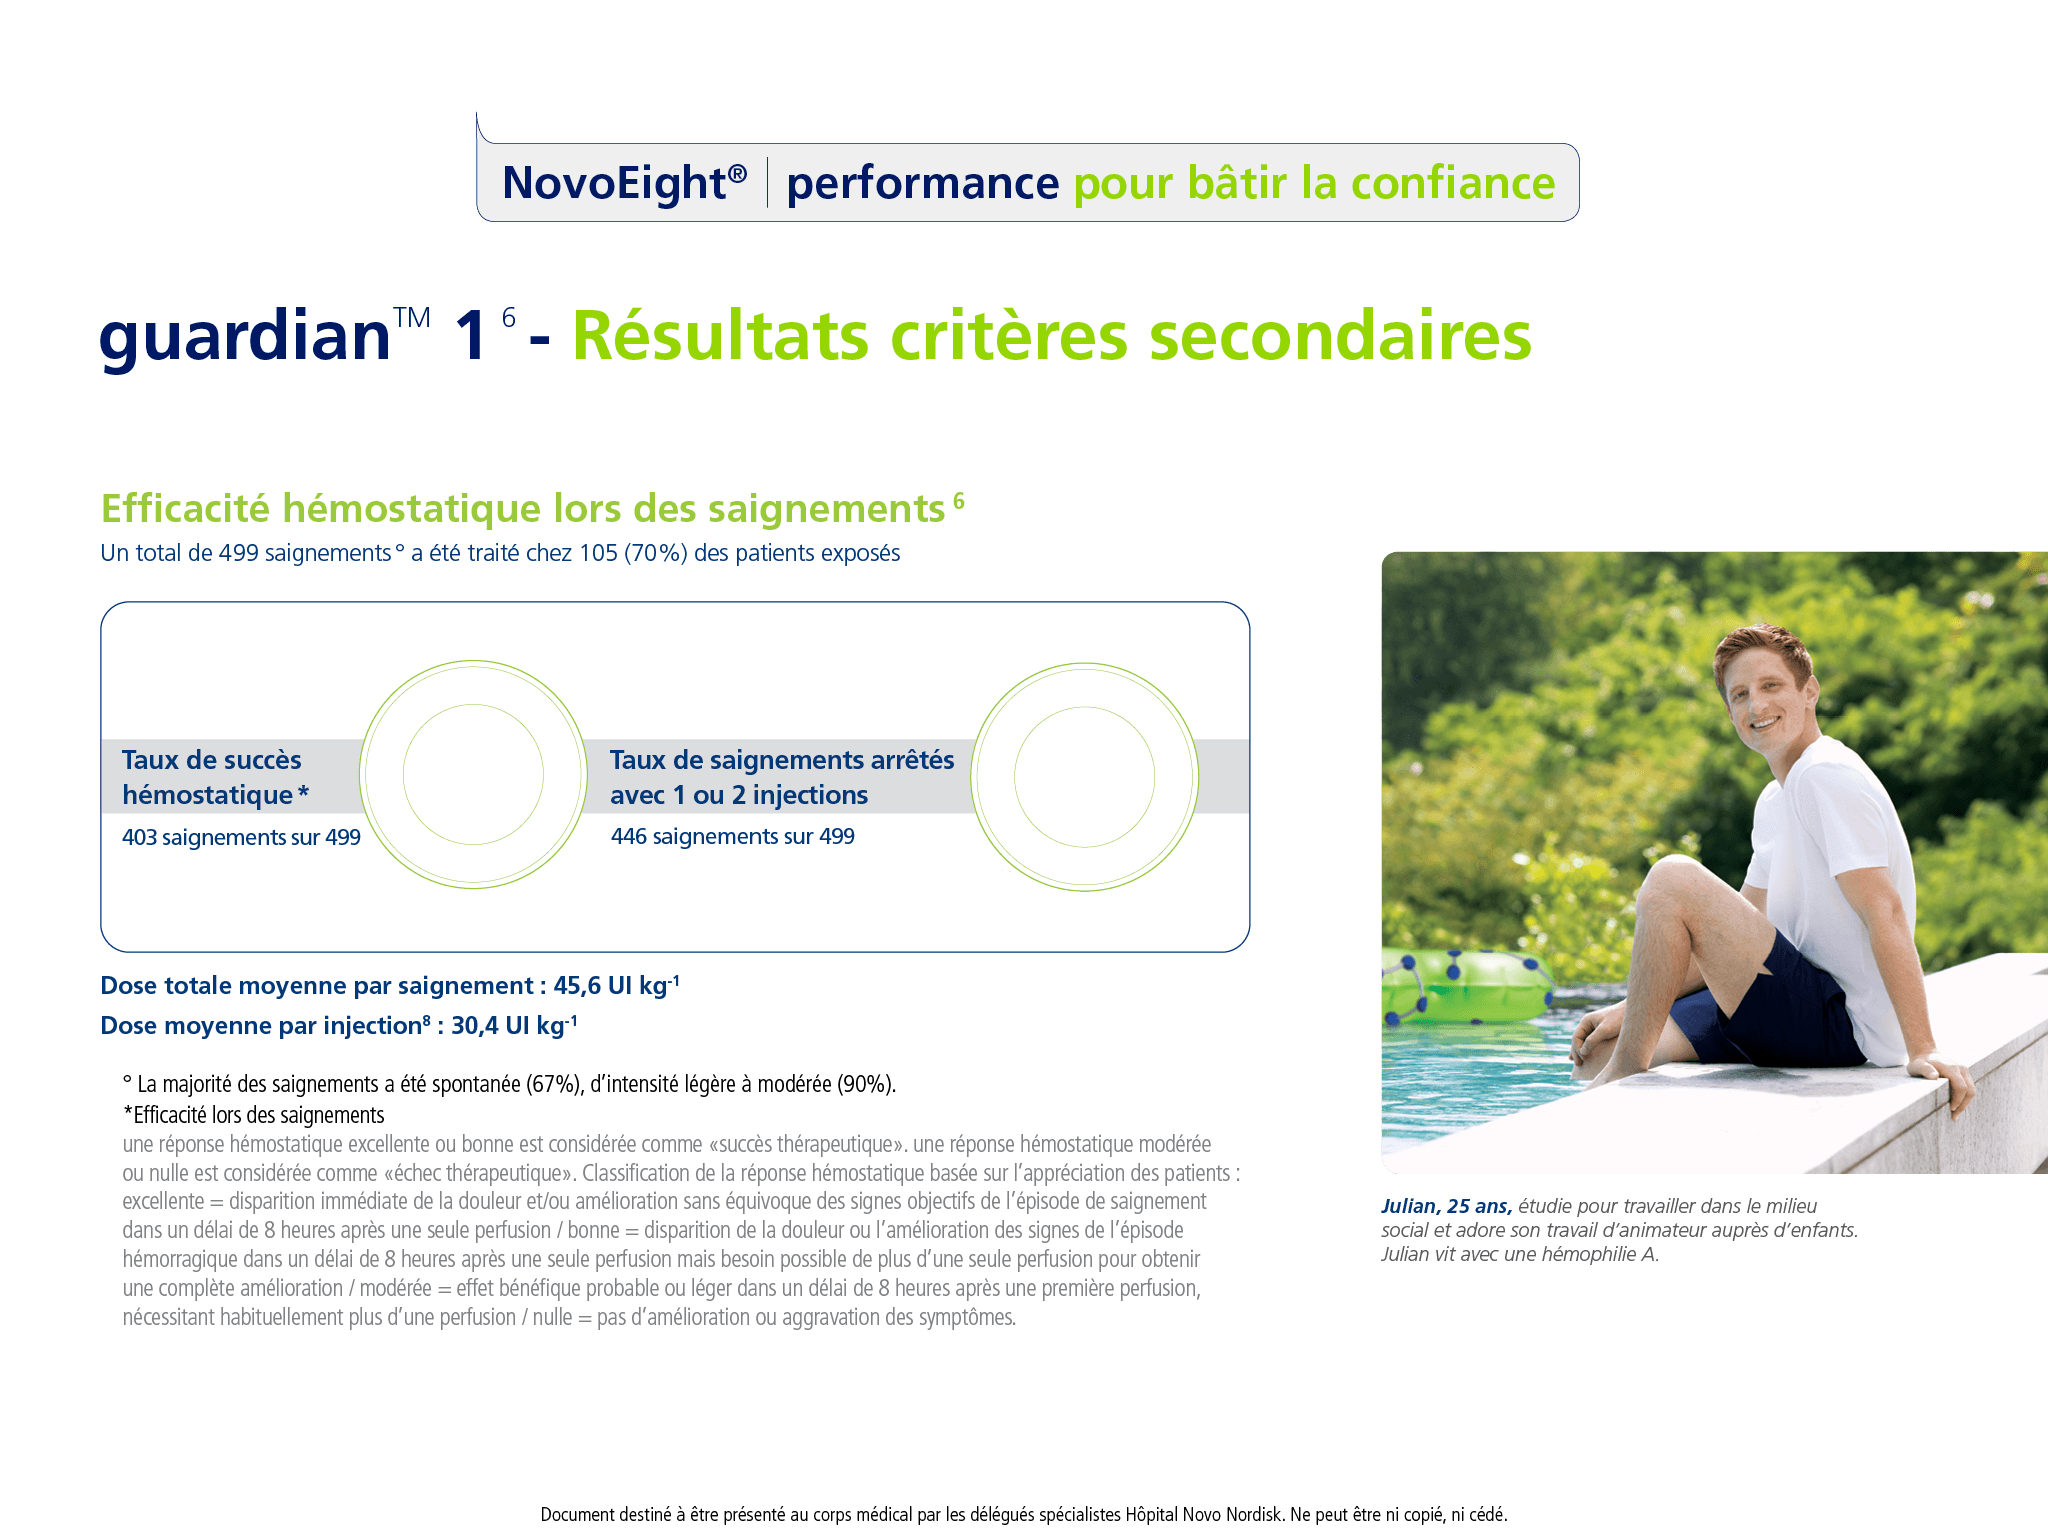 NovoEight® | performance pour bâtir la confiance
guardian™ 1 6 - Résultats critères secondaires
Efficacité hémostatique lors des saignements 6
Un total de 499 saignements° a été traité chez 105 (70%) des patients exposés
Taux de succès
hémostatique*
403 saignements sur 499
Taux de saignements arrêtés
avec 1 ou 2 injections
446 saignements sur 499
Dose totale moyenne par saignement : 45,6 UI kg-1
Dose moyenne par injection8 : 30,4 UI kg-1
° La majorité des saignements a été spontanée (67%), d’intensité légère à modérée (90%).
*Efficacité lors des saignements
une réponse hémostatique excellente ou bonne est considérée comme «succès thérapeutique». une réponse hémostatique modérée
ou nulle est considérée comme «échec thérapeutique». Classification de la réponse hémostatique basée sur l’appréciation des patients :
excellente = disparition immédiate de la douleur et/ou amélioration sans équivoque des signes objectifs de l’épisode de saignement
dans un délai de 8 heures après une seule perfusion / bonne = disparition de la douleur ou l’amélioration des signes de l’épisode
hémorragique dans un délai de 8 heures après une seule perfusion mais besoin possible de plus d’une seule perfusion pour obtenir
une complète amélioration / modérée = effet bénéfique probable ou léger dans un délai de 8 heures après une première perfusion,
nécessitant habituellement plus d’une perfusion / nulle = pas d’amélioration ou aggravation des symptômes.
Julian, 25 ans, étudie pour travailler dans le milieu
social et adore son travail d’animateur auprès d’enfants.
Julian vit avec une hémophilie A.
Document destiné à être présenté au corps médical par les délégués spécialistes Hôpital Novo Nordisk. Ne peut être ni copié, ni cédé.